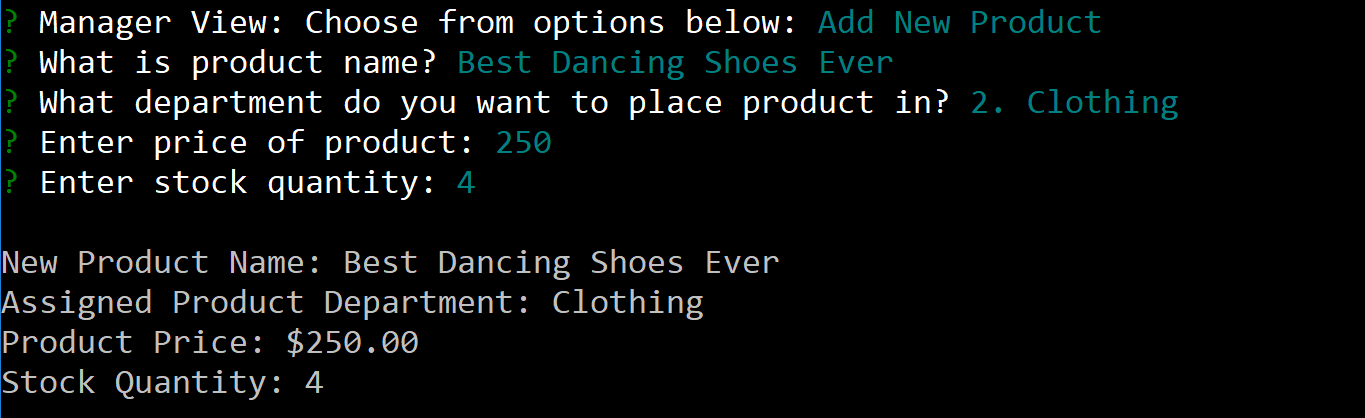 ? Manager View: Choose from options below: Add New Product
? What is product name? Best Dancing Shoes Ever
? What department do you want to place product in? 2. Clothing
? Enter price of product: 250
? Enter stock quantity: 4
New Product Name: Best Dancing Shoes Ever
Assigned Product Department: Clothing
Product Price: $250.00
Stock Quantity: 4